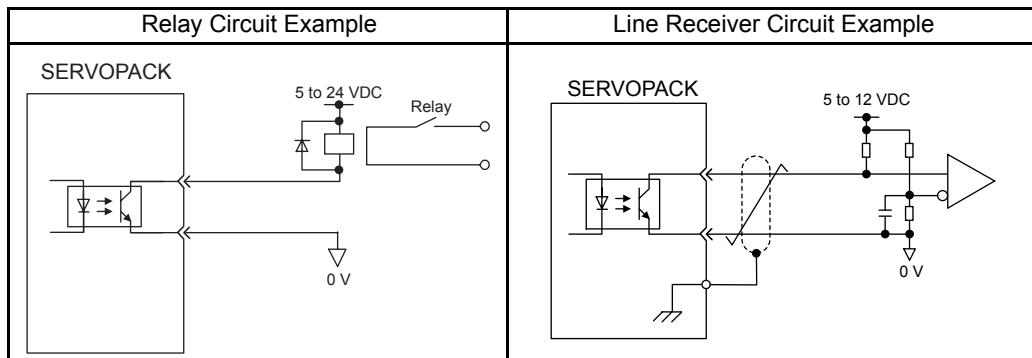 Relay Circuit Example
Line Receiver Circuit Example
SERVOPACK
5 to 24 VDC
Relay
0 V
SERVOPACK
5 to 12 VDC
0 V